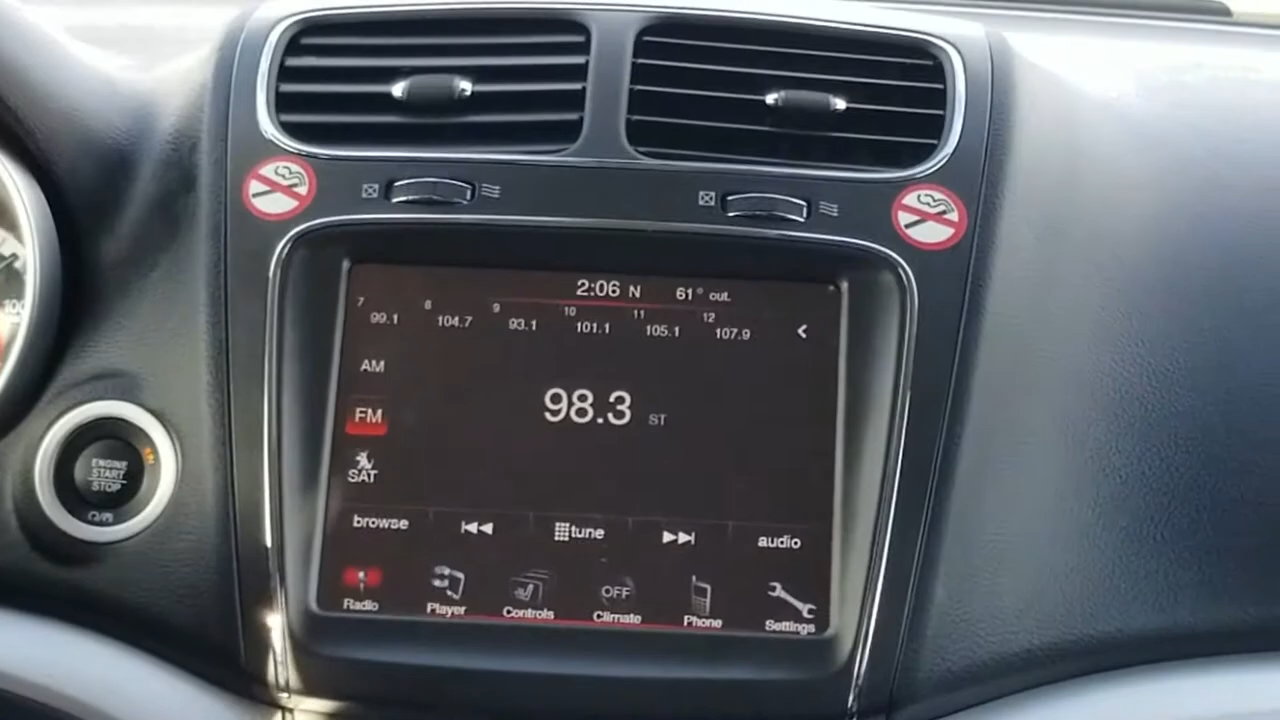 2:06 N 61° out.
7 8 9 10 11 12
99.1 104.7 93.1 101.1 105.1 107.9
AM
98.3 ST
FM
SAT
100
ENGINE
START
STOP
browse tune audio
OFF
Radio Player Controls Climate Phone Settings